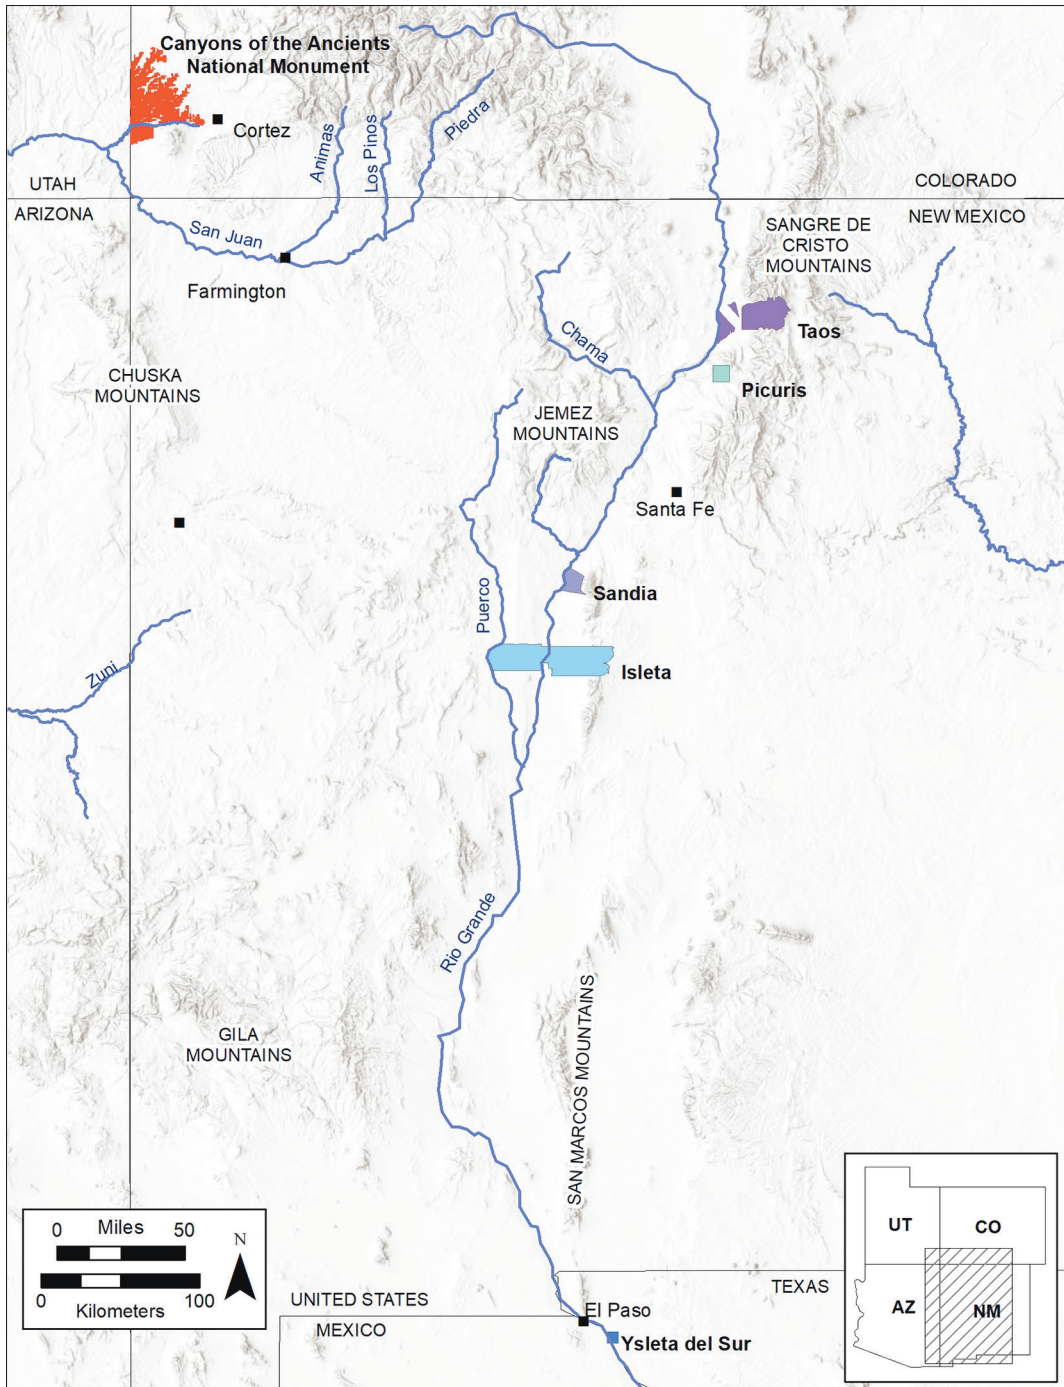 Canyons of the Ancients
National Monument
Cortez
Animas
Los Pinos
Piedra
UTAH
ARIZONA
COLORADO
NEW MEXICO
San Juan
Farmington
SANGRE DE
CRISTO
MOUNTAINS
Taos
Chama
Picuris
CHUSKA
MOUNTAINS
JEMEZ
MOUNTAINS
Santa Fe
Sandia
Puerco
Isleta
Zuni
Rio Grande
GILA
MOUNTAINS
SAN MARCOS MOUNTAINS
0 Miles 50
0 Kilometers 100
N
UNITED STATES
MEXICO
TEXAS
El Paso
Ysleta del Sur
UT
CO
AZ
NM